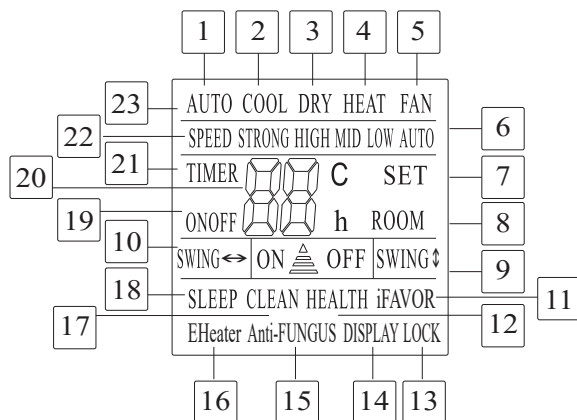 1 2 3 4 5
23 AUTO COOL DRY HEAT FAN
22 SPEED STRONG HIGH MID LOW AUTO 6
21 TIMER 88 C SET 7
20
19 ONOFF h ROOM 8
10 SWING ↔ ON OFF SWING ↕ 9
18 SLEEP CLEAN HEALTH iFAVOR 11
17 12
EHeater Anti-FUNGUS DISPLAY LOCK
16 15 14 13